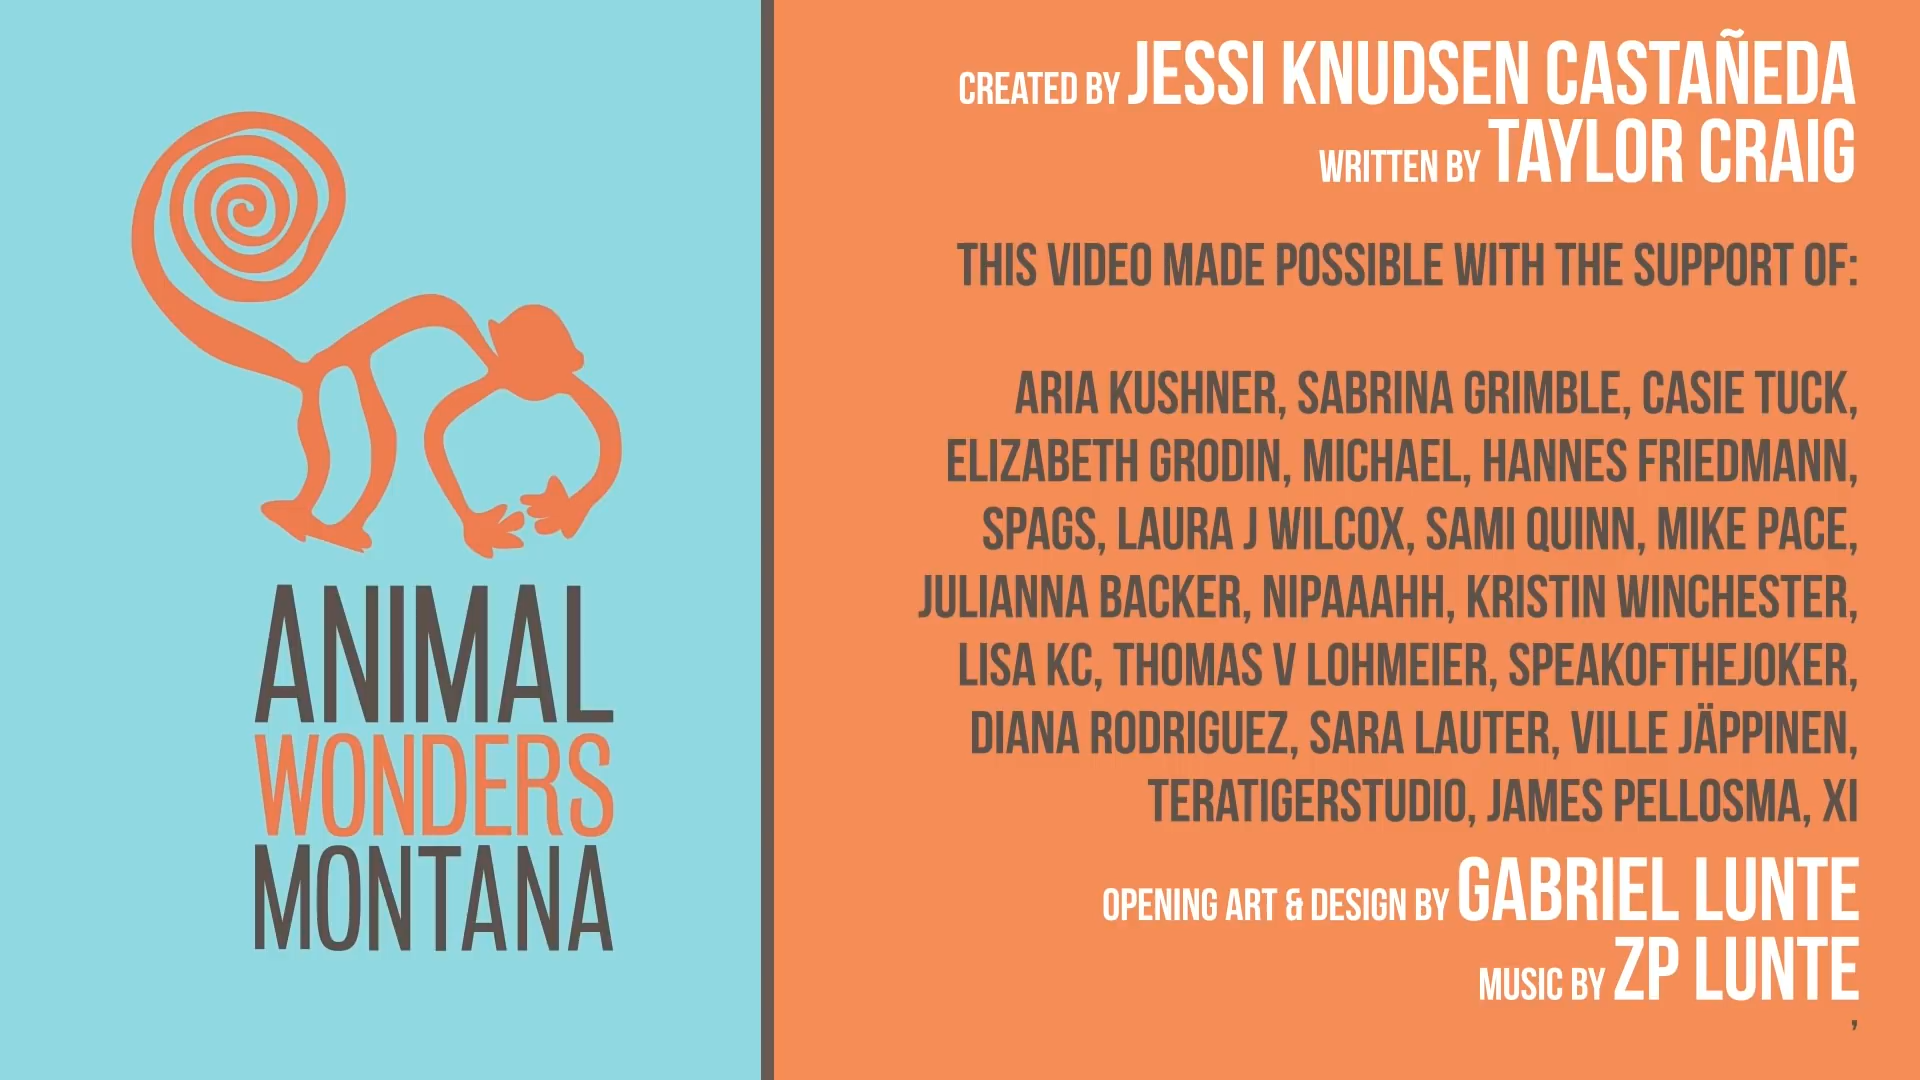 ANIMAL
WONDERS
MONTANA
CREATED BY JESSI KNUDSEN CASTAÑEDA
WRITTEN BY TAYLOR CRAIG
THIS VIDEO MADE POSSIBLE WITH THE SUPPORT OF:
ARIA KUSHNER, SABRINA GRIMBLE, CASIE TUCK,
ELIZABETH GRODIN, MICHAEL, HANNES FRIEDMANN,
SPAGS, LAURA J WILCOX, SAMI QUINN, MIKE PACE,
JULIANNA BACKER, NIPAAAHH, KRISTIN WINCHESTER,
LISA KC, THOMAS V LOHMEIER, SPEAKOFTHEJOKER,
DIANA RODRIGUEZ, SARA LAUTER, VILLE JÄPPINEN,
TERATIGERSTUDIO, JAMES PELLOSMA, XI
OPENING ART & DESIGN BY GABRIEL LUNTE
MUSIC BY ZP LUNTE
,